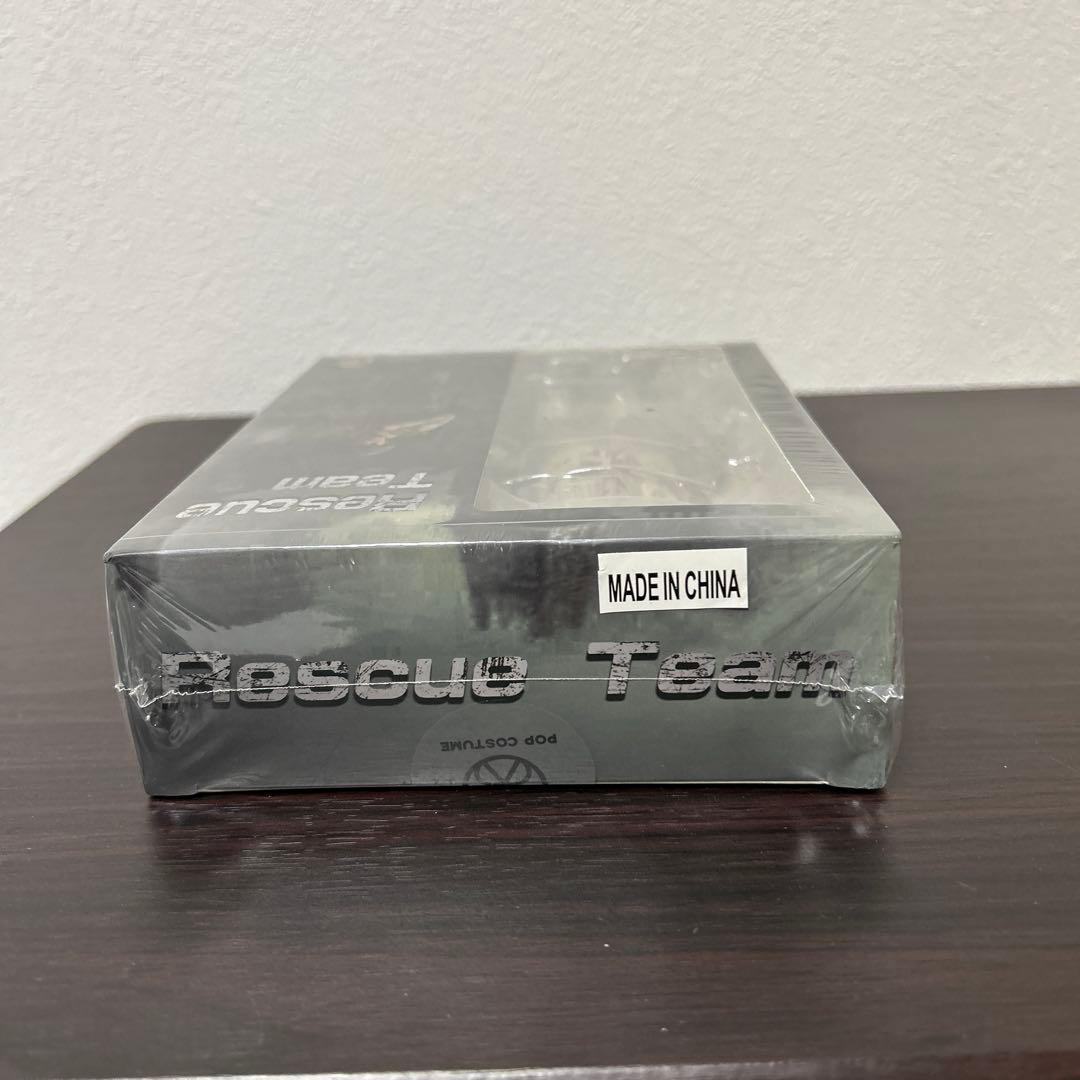 Rescue
Team
MADE IN CHINA
Rescue Team
POP COSTUME